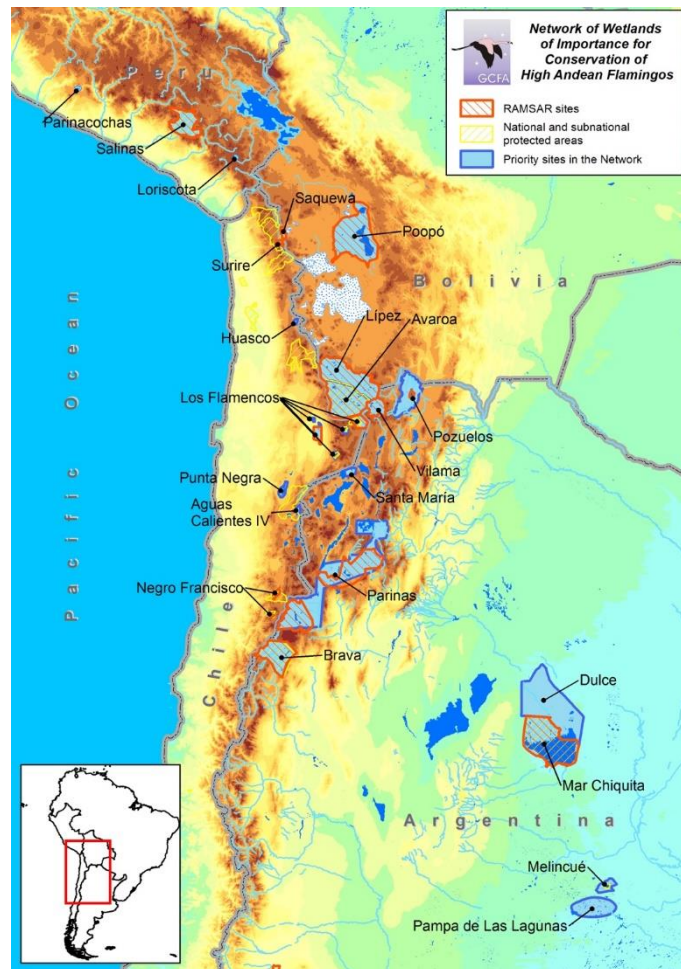 Network of Wetlands
of Importance for
Conservation of
High Andean Flamingos
GCFA
RAMSAR sites
National and subnational
protected areas
Priority sites in the Network
Peru
Parinacochas
Salinas
Loriscota
Saquewa
Poopó
Surire
Bolivia
Lípez
Avaroa
Huasco
Los Flamencos
Pozuelos
Vilama
Punta Negra
Santa María
Aguas
Calientes IV
Pacific Ocean
Parinas
Negro Francisco
Chile
Brava
Dulce
Mar Chiquita
Argentina
Melincué
Pampa de Las Lagunas